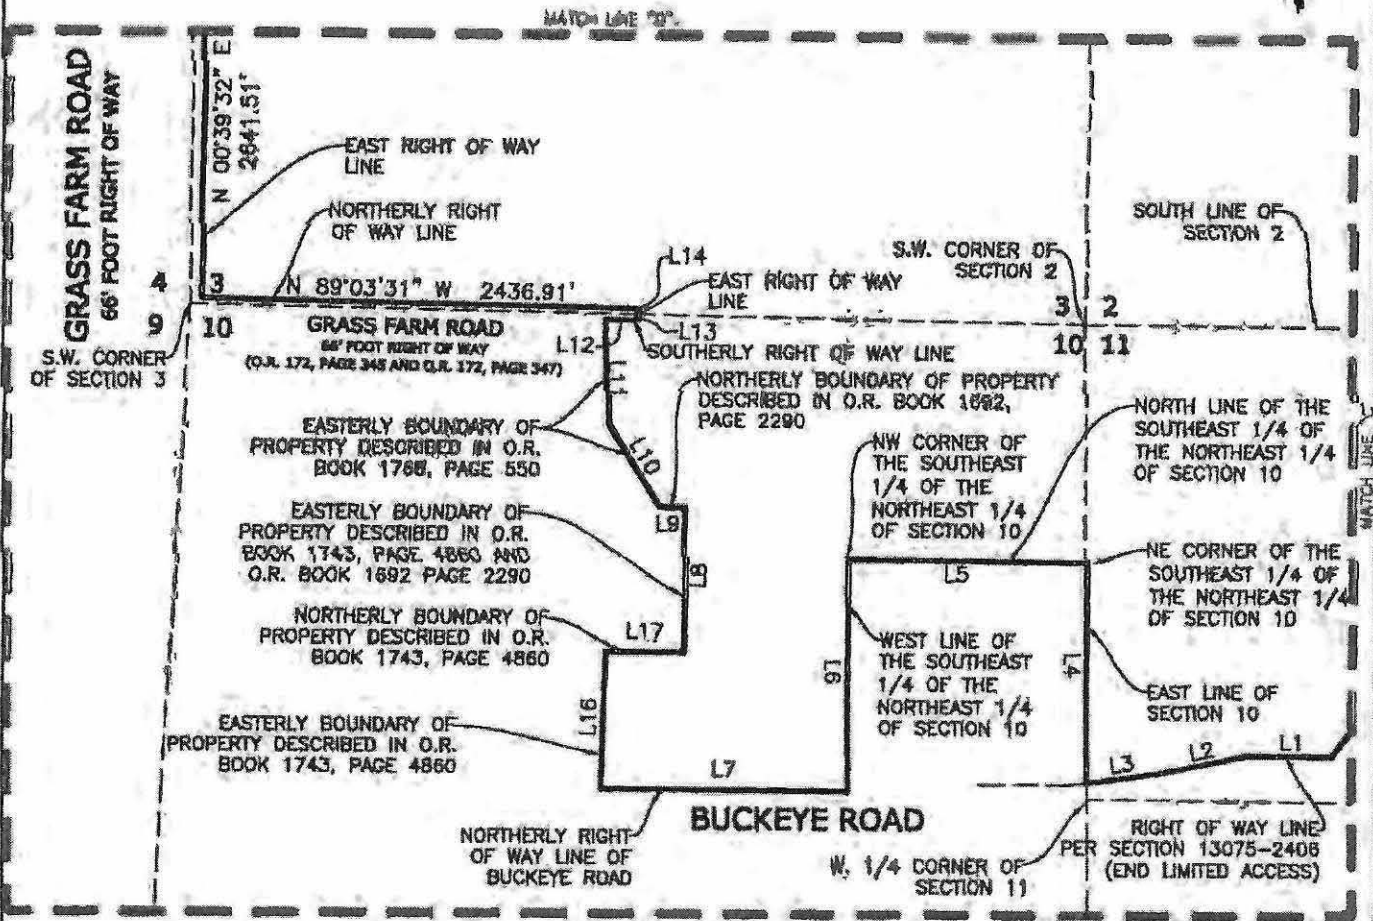 MATCH LINE "D".
GRASS FARM ROAD
66' FOOT RIGHT OF WAY
N 00°39'32" E
2641.51'
EAST RIGHT OF WAY
LINE
NORTHERLY RIGHT
OF WAY LINE
SOUTH LINE OF
SECTION 2
S.W. CORNER OF
SECTION 2
L14
EAST RIGHT OF WAY
LINE
4 3
N 89°03'31" W 2436.91'
3 2
9 10
GRASS FARM ROAD
66' FOOT RIGHT OF WAY
(O.R. 172, PAGE 345 AND O.R. 172, PAGE 347)
L12
L13
SOUTHERLY RIGHT OF WAY LINE
10 11
S.W. CORNER
OF SECTION 3
L11
NORTHERLY BOUNDARY OF PROPERTY
DESCRIBED IN O.R. BOOK 1692,
PAGE 2290
NORTH LINE OF THE
SOUTHEAST 1/4 OF
THE NORTHEAST 1/4
OF SECTION 10
MATCH LINE
EASTERLY BOUNDARY OF
PROPERTY DESCRIBED IN O.R.
BOOK 1766, PAGE 550
L10
NW CORNER OF
THE SOUTHEAST
1/4 OF THE
NORTHEAST 1/4
OF SECTION 10
EASTERLY BOUNDARY OF
PROPERTY DESCRIBED IN O.R.
BOOK 1743, PAGE 4860 AND
O.R. BOOK 1692 PAGE 2290
L9
L8
L5
NE CORNER OF THE
SOUTHEAST 1/4 OF
THE NORTHEAST 1/4
OF SECTION 10
NORTHERLY BOUNDARY OF
PROPERTY DESCRIBED IN O.R.
BOOK 1743, PAGE 4860
L17
WEST LINE OF
THE SOUTHEAST
1/4 OF THE
NORTHEAST 1/4
OF SECTION 10
L6
L4
EAST LINE OF
SECTION 10
EASTERLY BOUNDARY OF
PROPERTY DESCRIBED IN O.R.
BOOK 1743, PAGE 4860
L16
L7
L3
L2
L1
BUCKEYE ROAD
NORTHERLY RIGHT
OF WAY LINE OF
BUCKEYE ROAD
W. 1/4 CORNER OF
SECTION 11
RIGHT OF WAY LINE
PER SECTION 13075-2406
(END LIMITED ACCESS)